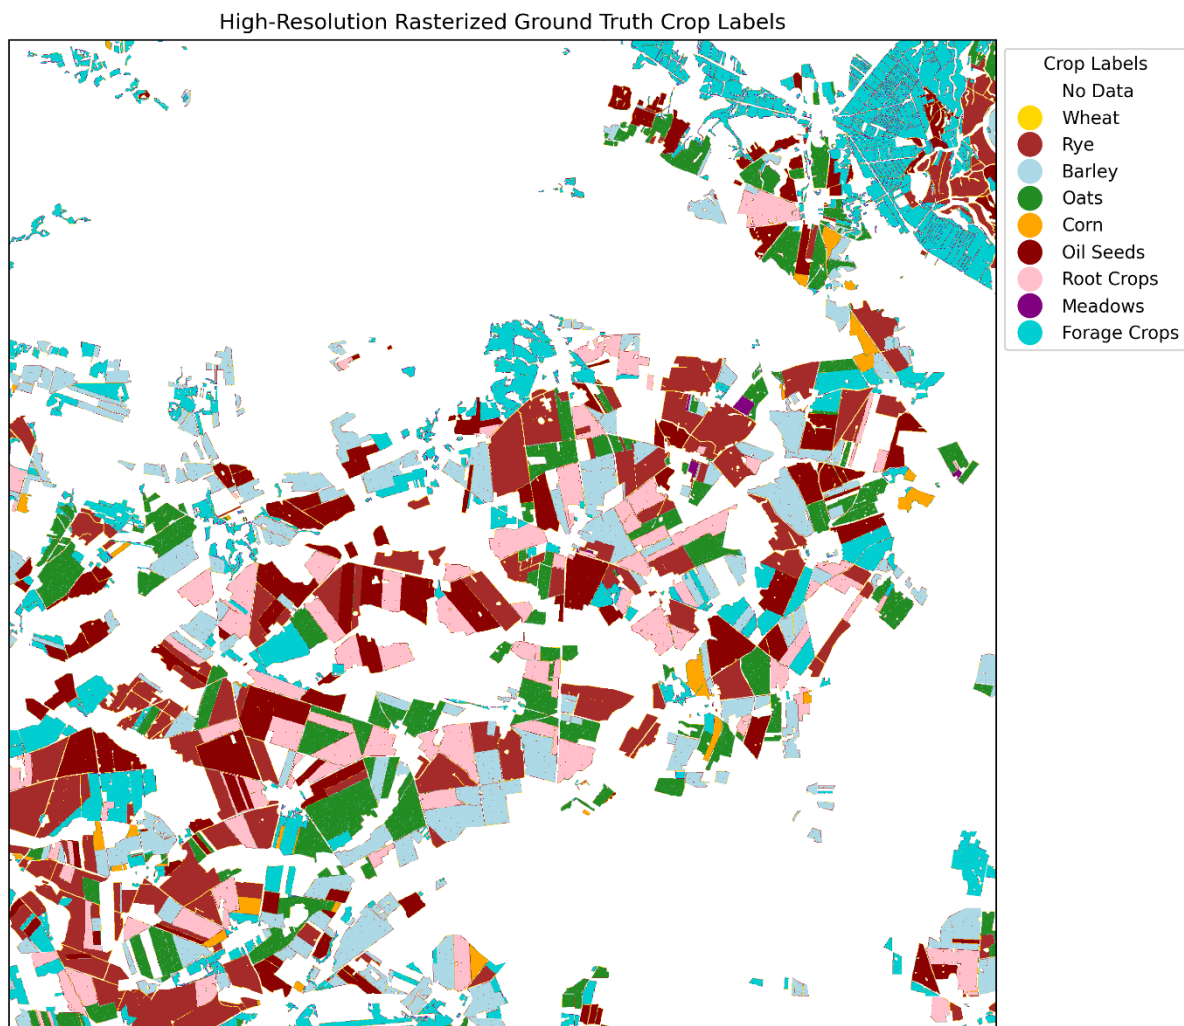 High-Resolution Rasterized Ground Truth Crop Labels
Crop Labels
No Data
Wheat
Rye
Barley
Oats
Corn
Oil Seeds
Root Crops
Meadows
Forage Crops